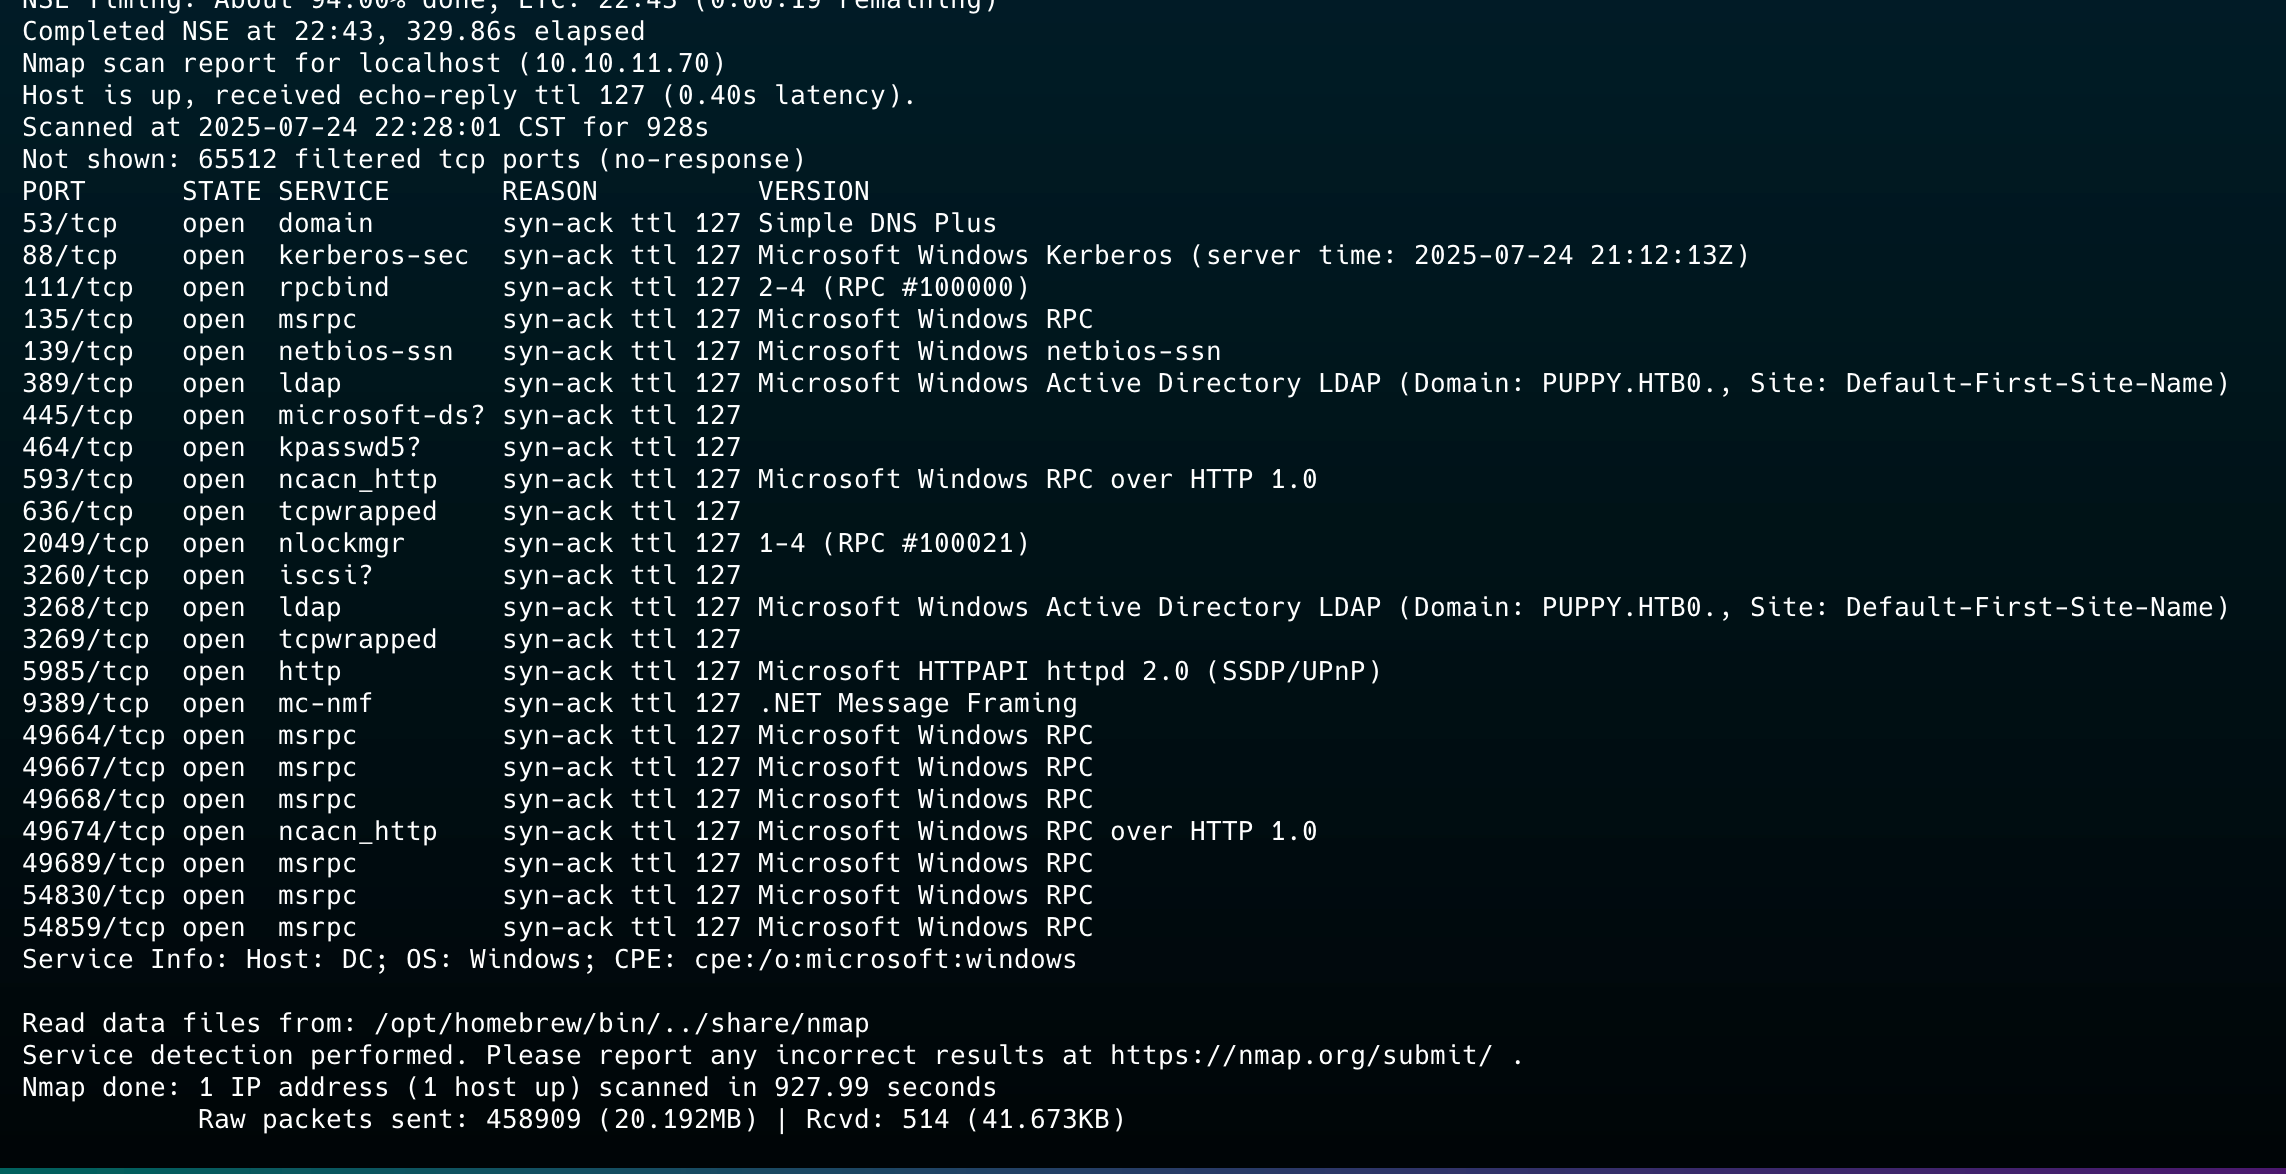 NSE Timing: About 94.00% done; ETC: 22:43 (0:00:19 remaining)
Completed NSE at 22:43, 329.86s elapsed
Nmap scan report for localhost (10.10.11.70)
Host is up, received echo-reply ttl 127 (0.40s latency).
Scanned at 2025-07-24 22:28:01 CST for 928s
Not shown: 65512 filtered tcp ports (no-response)
PORT      STATE SERVICE       REASON          VERSION
53/tcp    open  domain        syn-ack ttl 127 Simple DNS Plus
88/tcp    open  kerberos-sec  syn-ack ttl 127 Microsoft Windows Kerberos (server time: 2025-07-24 21:12:13Z)
111/tcp   open  rpcbind       syn-ack ttl 127 2-4 (RPC #100000)
135/tcp   open  msrpc         syn-ack ttl 127 Microsoft Windows RPC
139/tcp   open  netbios-ssn   syn-ack ttl 127 Microsoft Windows netbios-ssn
389/tcp   open  ldap          syn-ack ttl 127 Microsoft Windows Active Directory LDAP (Domain: PUPPY.HTB0., Site: Default-First-Site-Name)
445/tcp   open  microsoft-ds? syn-ack ttl 127
464/tcp   open  kpasswd5?     syn-ack ttl 127
593/tcp   open  ncacn_http    syn-ack ttl 127 Microsoft Windows RPC over HTTP 1.0
636/tcp   open  tcpwrapped    syn-ack ttl 127
2049/tcp  open  nlockmgr      syn-ack ttl 127 1-4 (RPC #100021)
3260/tcp  open  iscsi?        syn-ack ttl 127
3268/tcp  open  ldap          syn-ack ttl 127 Microsoft Windows Active Directory LDAP (Domain: PUPPY.HTB0., Site: Default-First-Site-Name)
3269/tcp  open  tcpwrapped    syn-ack ttl 127
5985/tcp  open  http          syn-ack ttl 127 Microsoft HTTPAPI httpd 2.0 (SSDP/UPnP)
9389/tcp  open  mc-nmf        syn-ack ttl 127 .NET Message Framing
49664/tcp open  msrpc         syn-ack ttl 127 Microsoft Windows RPC
49667/tcp open  msrpc         syn-ack ttl 127 Microsoft Windows RPC
49668/tcp open  msrpc         syn-ack ttl 127 Microsoft Windows RPC
49674/tcp open  ncacn_http    syn-ack ttl 127 Microsoft Windows RPC over HTTP 1.0
49689/tcp open  msrpc         syn-ack ttl 127 Microsoft Windows RPC
54830/tcp open  msrpc         syn-ack ttl 127 Microsoft Windows RPC
54859/tcp open  msrpc         syn-ack ttl 127 Microsoft Windows RPC
Service Info: Host: DC; OS: Windows; CPE: cpe:/o:microsoft:windows
Read data files from: /opt/homebrew/bin/../share/nmap
Service detection performed. Please report any incorrect results at https://nmap.org/submit/ .
Nmap done: 1 IP address (1 host up) scanned in 927.99 seconds
Raw packets sent: 458909 (20.192MB) | Rcvd: 514 (41.673KB)